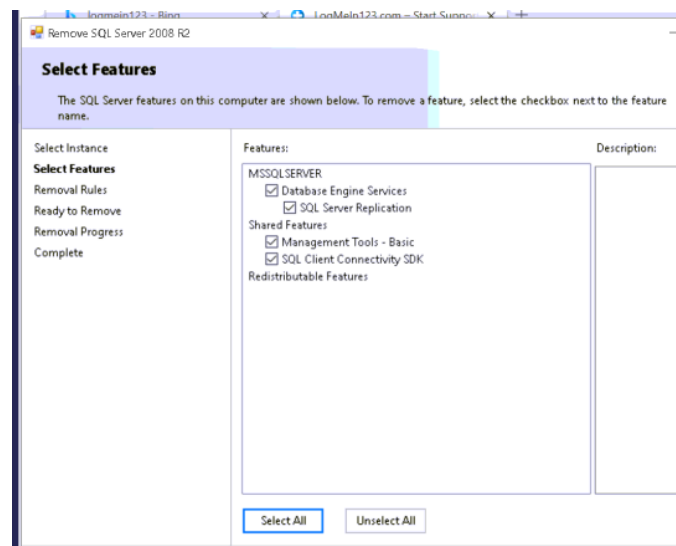 logmein123 - Bing
LogMeIn123.com – Start Suppor
Remove SQL Server 2008 R2
Select Features
The SQL Server features on this computer are shown below. To remove a feature, select the checkbox next to the feature
name.
Select Instance
Select Features
Removal Rules
Ready to Remove
Removal Progress
Complete
Features:
MSSQLSERVER
Database Engine Services
SQL Server Replication
Shared Features
Management Tools - Basic
SQL Client Connectivity SDK
Redistributable Features
Select All
Unselect All
Description: